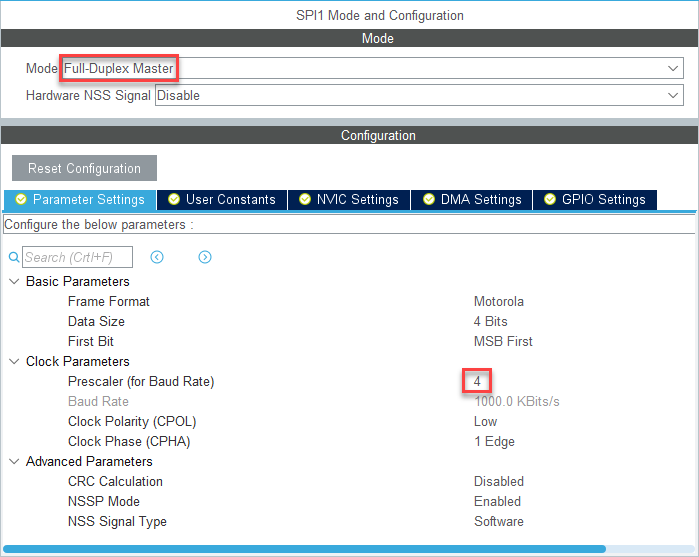 SPI1 Mode and Configuration
Mode
Mode Full-Duplex Master
Hardware NSS Signal Disable
Configuration
Reset Configuration
Parameter Settings User Constants NVIC Settings DMA Settings GPIO Settings
Configure the below parameters :
Search (Crtl+F)
Basic Parameters
Frame Format Motorola
Data Size 4 Bits
First Bit MSB First
Clock Parameters
Prescaler (for Baud Rate) 4
Baud Rate 1000.0 KBits/s
Clock Polarity (CPOL) Low
Clock Phase (CPHA) 1 Edge
Advanced Parameters
CRC Calculation Disabled
NSSP Mode Enabled
NSS Signal Type Software